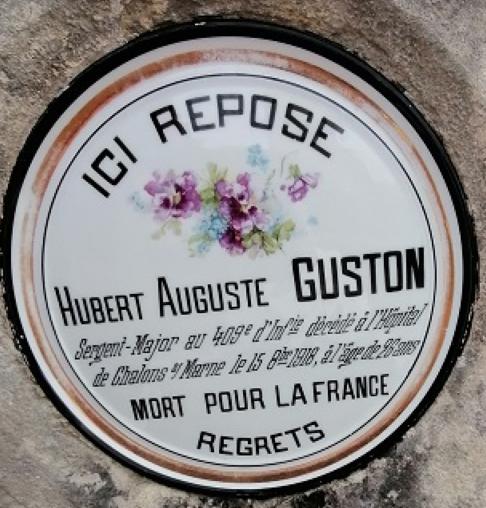 ICI REPOSE
HUBERT AUGUSTE GUSTON
Sergent-Major au 409e d'Infie décédé à l'Hôpital
de Chalons s/ Marne le 15 8bre 1918, à l'âge de 26 ans
MORT POUR LA FRANCE
REGRETS